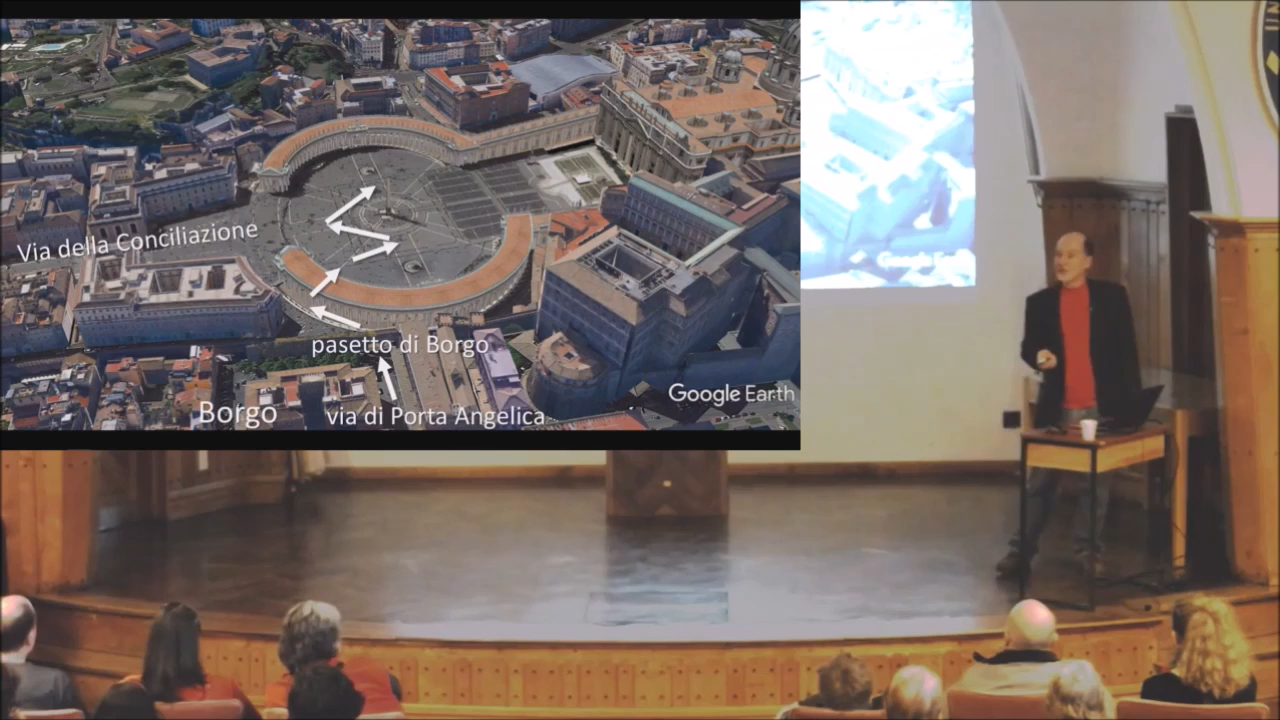 Via della Conciliazione
pasetto di Borgo
Google Earth
Borgo
via di Porta Angelica